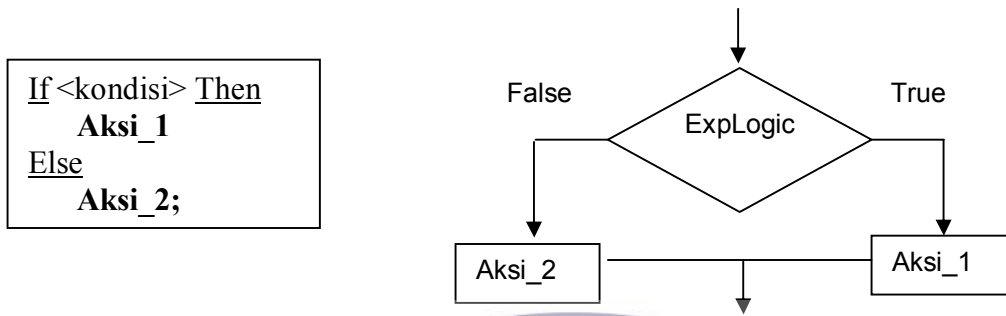 If <kondisi> Then
Aksi_1
Else
Aksi_2;
False
True
ExpLogic
Aksi_2
Aksi_1